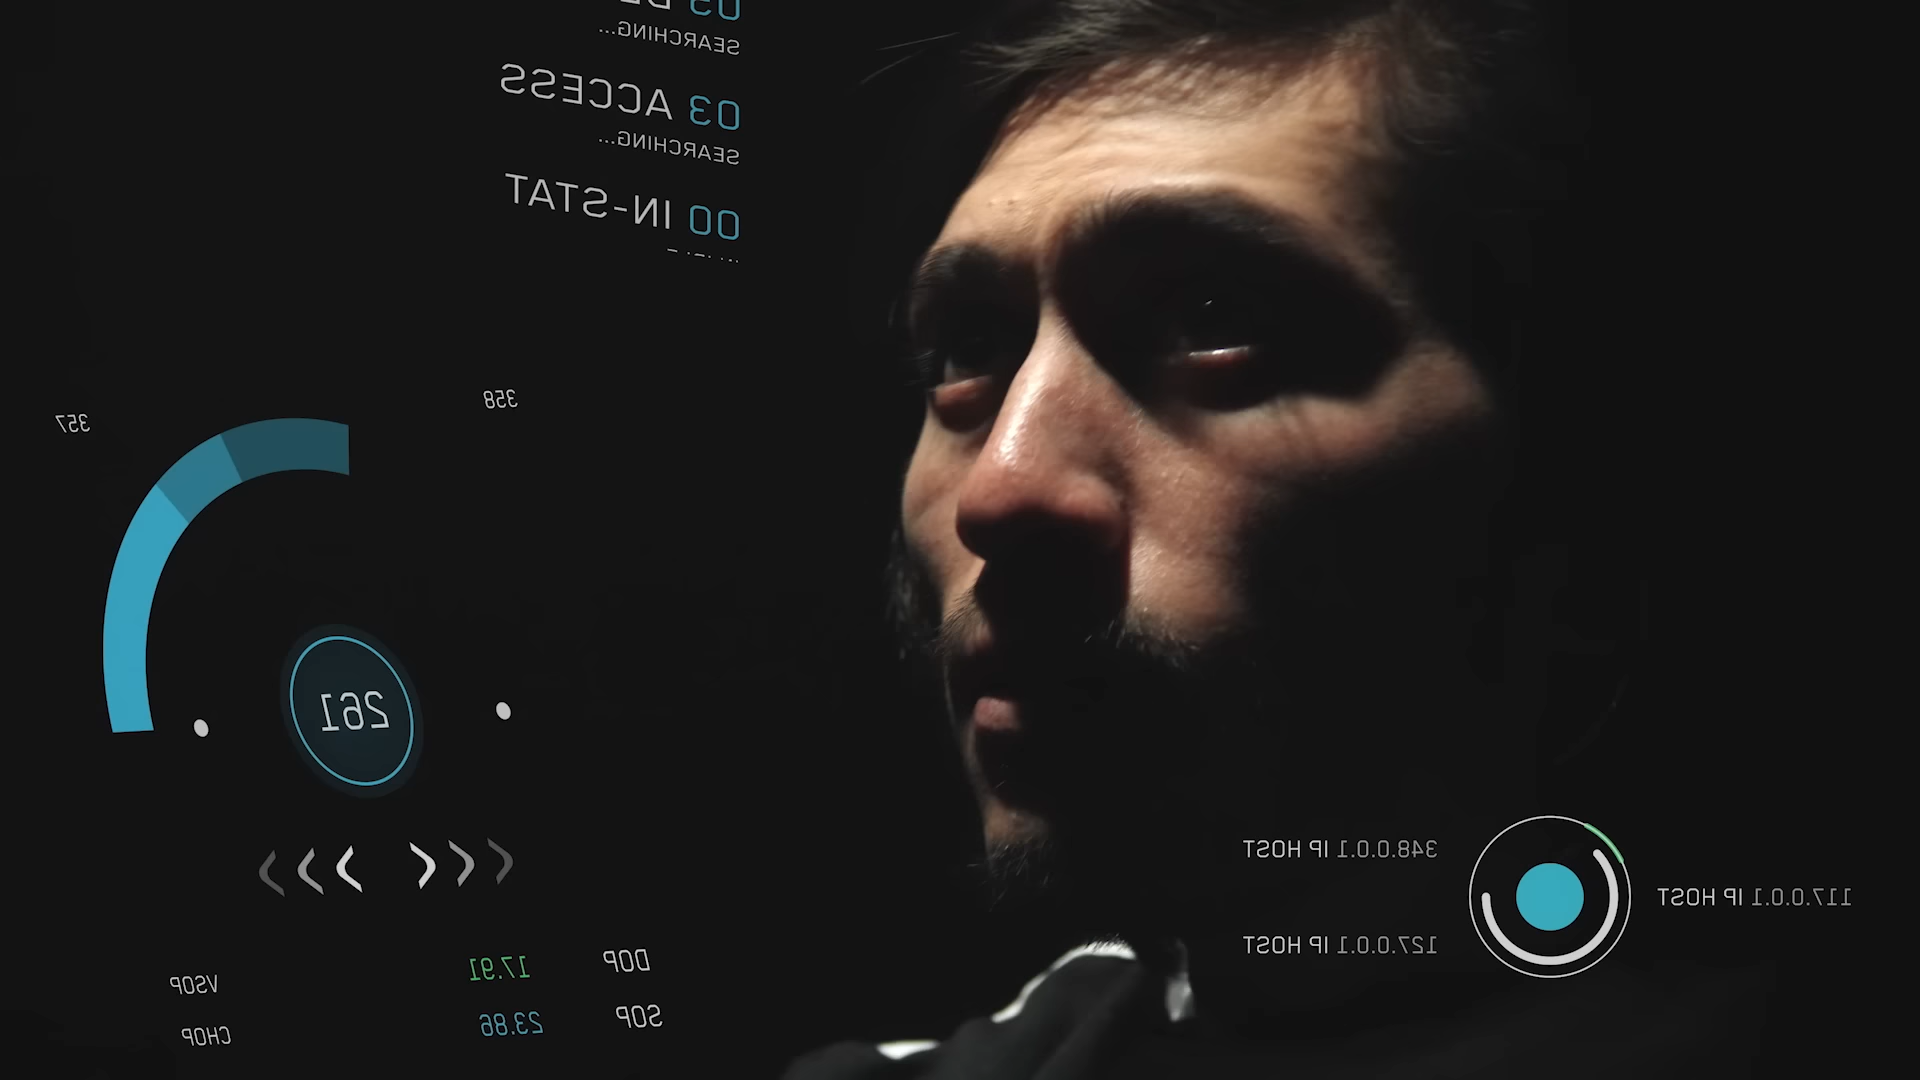 SEARCHING...
03 ACCESS
SEARCHING...
00 IN-STAT
358
357
261
348.0.0.1 IP HOST
117.0.0.1 IP HOST
127.0.0.1 IP HOST
DOP 17.91 VSOP
SOP 23.86 CHOP